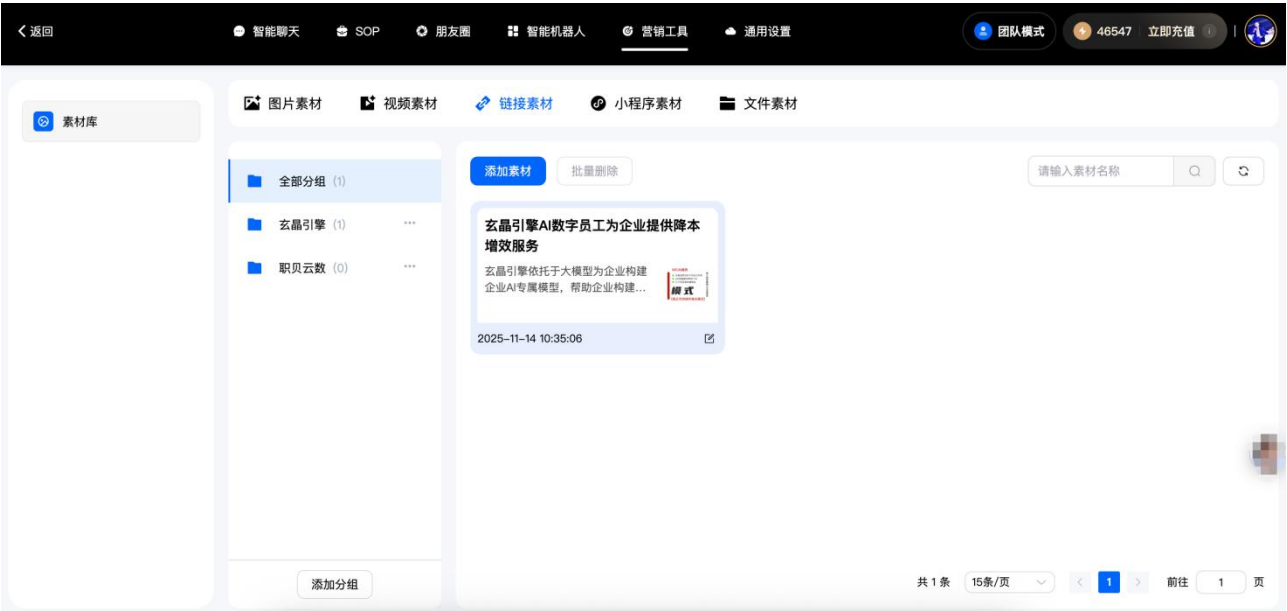 返回
智能聊天 SOP 朋友圈 智能机器人 营销工具 通用设置
团队模式 46547 立即充值
图片素材 视频素材 链接素材 小程序素材 文件素材
素材库
添加素材 批量删除 请输入素材名称
全部分组 (1)
玄晶引擎 (1)
职贝云数 (0)
玄晶引擎AI数字员工为企业提供降本
增效服务
玄晶引擎依托于大模型为企业构建
企业AI专属模型，帮助企业构建...
模式
2025-11-14 10:35:06
添加分组
共 1 条 15条/页 1 前往 1 页